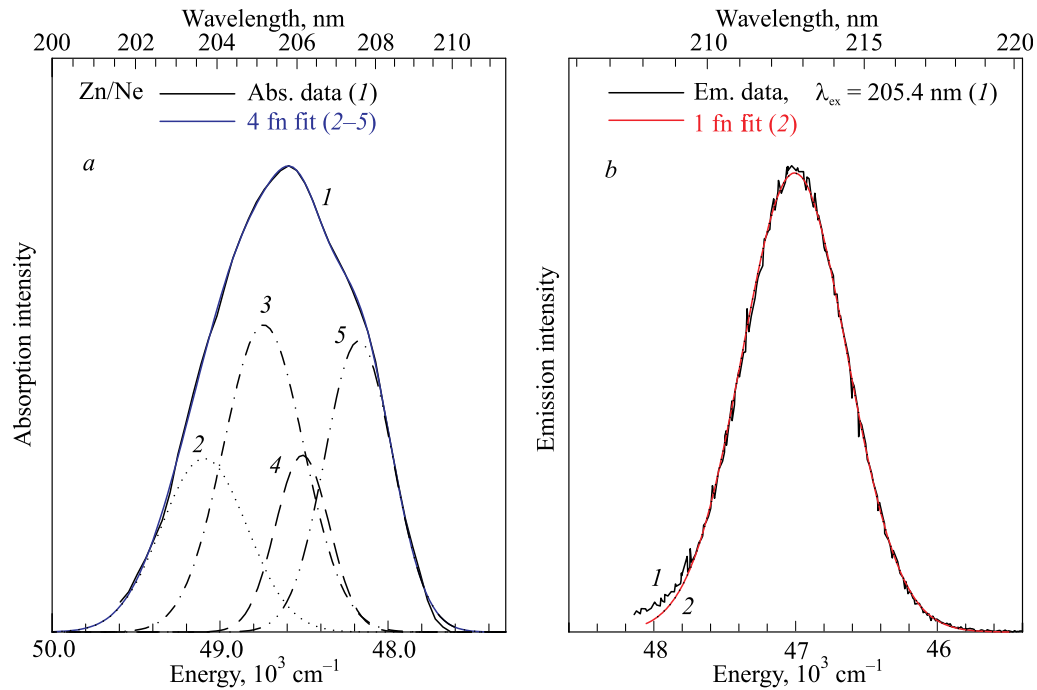 Wavelength, nm
200 202 204 206 208 210
Zn/Ne
Abs. data (1)
4 fn fit (2–5)
a
1
2
3
4
5
Absorption intensity
50.0 49.0 48.0
Energy, 10³ cm⁻¹
Wavelength, nm
210 215 220
Em. data, λex = 205.4 nm (1)
1 fn fit (2)
b
1
2
Emission intensity
48 47 46
Energy, 10³ cm⁻¹